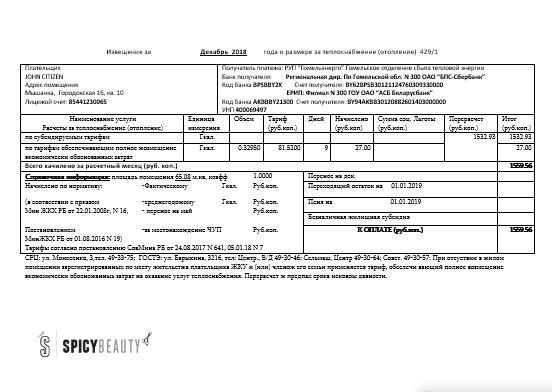 Извещение за Декабрь 2018 года о размере за теплоснабжение (отопление) 429/1
Плательщик
JOHN CITIZEN
Адрес помещения
Мышанка, Городокская 16, кв. 10
Лицевой счет: 85441230065
Получатель платежа: РУП "Гомельэнерго" Гомельское отделение сбыта тепловой энергии
Банк получателя: Региональная дир. По Гомельской обл. N 300 ОАО "БПС-Сбербанк"
Код банка BPSBBY2X Счет получателя: BY62BPSB30121124760309330000
ЕРИП: Филиал N 300 ГОУ ОАО "АСБ Беларусбанк"
Код банка AKBBBY21300 Счет получателя: BY94AKBB30120882601403000000
УНП 400069497
Наименование услуги Единица Объем Тариф Дней Начислено Сумма соц. Льготы Перерасчет Итог
Расчеты за теплоснабжение (отопление) измерения (руб.коп.) (руб.коп.) (руб.коп.) (руб.коп.) (руб.коп.)
по субсидируемым тарифам Гкал. 1532.93 1532.93
по тарифам обеспечивающим полное возмещение экономически обоснованных затрат Гкал. 0.32950 81.5200 9 27.00 27.00
Всего начислено за расчетный месяц (руб. коп.) 1559.56
Справочная информация: площадь помещения 65.08 м.кв, коэфф 1.0000
Начислено по нормативу: -Фактическому Гкал. Руб.коп.
(в соответствии с приказом -среднегодовому Гкал. Руб.коп.
Мин ЖКХ РБ от 22.01.2008г, N 16, - перенос на май Руб.коп.
Постановлением -за местонахождение ЧУП Руб.коп.
МинЖКХ РБ от 01.08.2016 N 19)
Тарифы согласно постановлению СовМина РБ от 24.08.2017 N 641, 05.01.18 N 7
Перенос на дек.
Переходящий остаток на 01.01.2019
Пеня на 01.01.2019
Безналичная жилищная субсидия
К ОПЛАТЕ (руб.коп.) 1559.56
СРЦ: ул. Моисеенко, 3,тел. 49-33-75; ГОСТЭ: ул. Барыкина, 321б, тел: Центр., В/Д 49-30-46; Сельмаш, Центр 49-30-64; Совет. 49-30-57; При отсутствии в жилом
помещении зарегистрированных по месту жительства плательщика ЖКУ и (или) членов его семьи применяется тариф, обеспечивающий полное возмещение
экономически обоснованных затрат на оказание услуг теплоснабжения. Перерасчет в пределах срока исковой давности.
SPICYBEAUTY